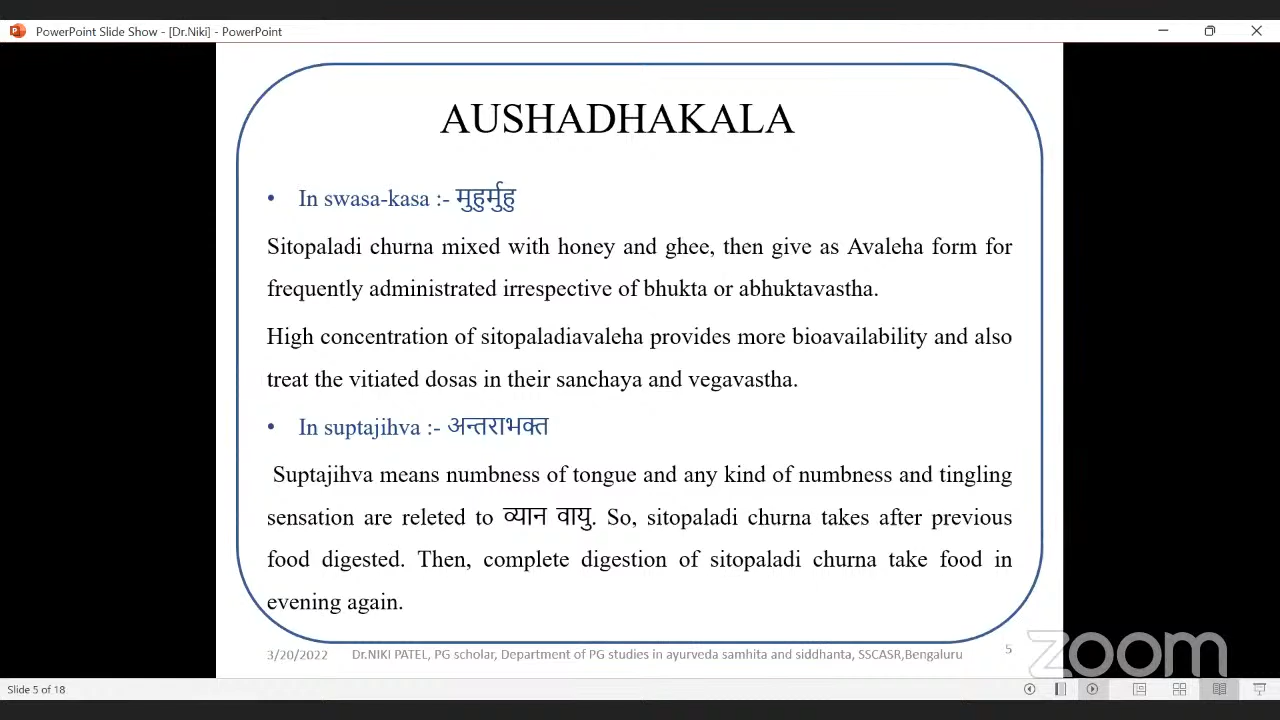 PowerPoint Slide Show - [Dr.Niki] - PowerPoint
AUSHADHAKALA
• In swasa-kasa :- मुहुर्मुहु
Sitopaladi churna mixed with honey and ghee, then give as Avaleha form for
frequently administrated irrespective of bhukta or abhuktavastha.
High concentration of sitopaladiavaleha provides more bioavailability and also
treat the vitiated dosas in their sanchaya and vegavastha.
• In suptajihva :- अन्तराभक्त
Suptajihva means numbness of tongue and any kind of numbness and tingling
sensation are releted to व्यान वायु. So, sitopaladi churna takes after previous
food digested. Then, complete digestion of sitopaladi churna take food in
evening again.
3/20/2022 Dr.NIKI PATEL, PG scholar, Department of PG studies in ayurveda samhita and siddhanta, SSCASR,Bengaluru 5
zoom
Slide 5 of 18